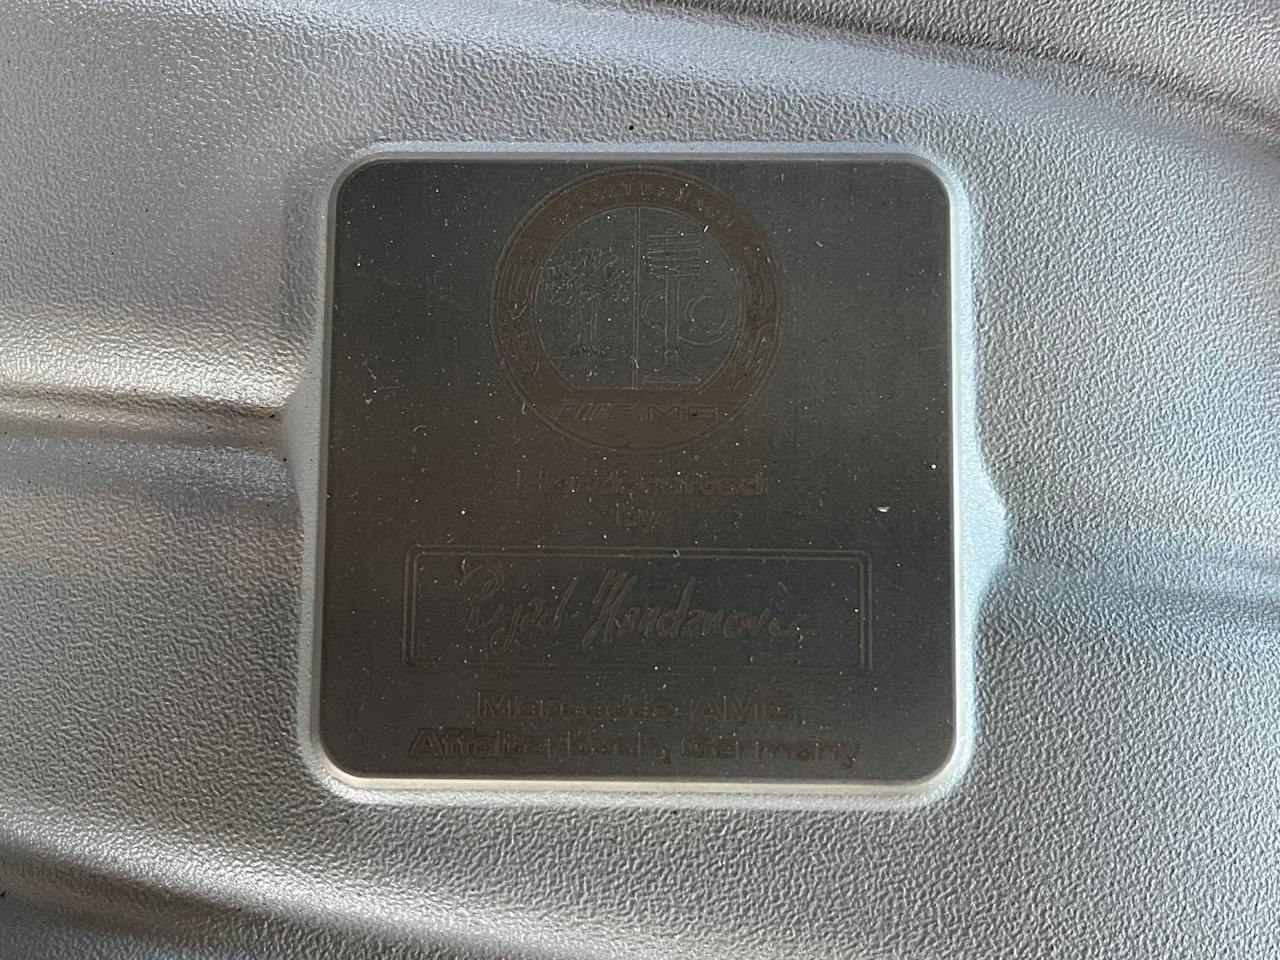 AFFALTERBACH
AMG
Handcrafted
by
Mercedes AMG
Affalterbach, Germany